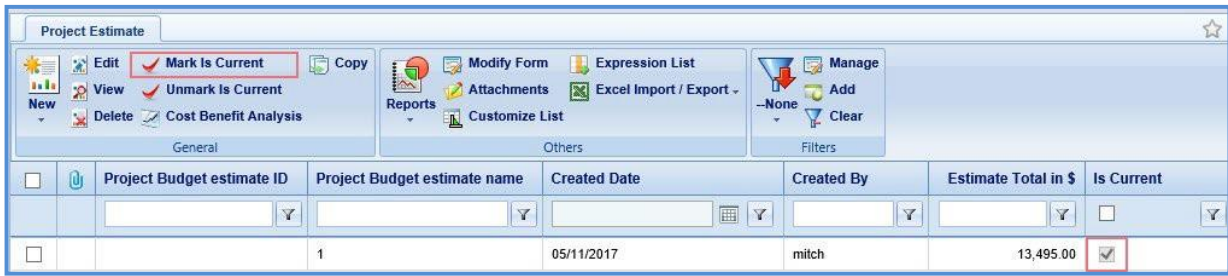 Project Estimate
New
Edit
Mark Is Current
Copy
View
Unmark Is Current
Delete
Cost Benefit Analysis
General
Reports
Modify Form
Expression List
Attachments
Excel Import / Export
Customize List
Others
--None
Manage
Add
Clear
Filters
Project Budget estimate ID Project Budget estimate name Created Date Created By Estimate Total in $ Is Current
1 05/11/2017 mitch 13,495.00